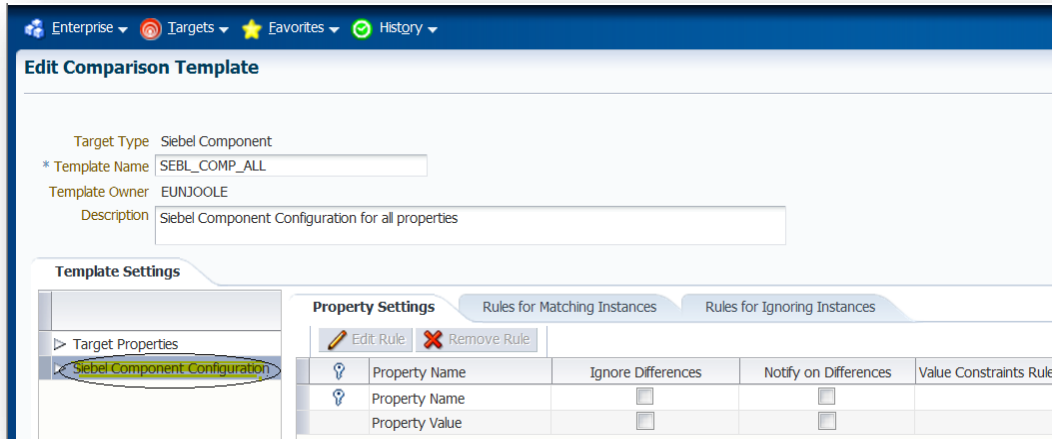 Enterprise Targets Favorites History
Edit Comparison Template
Target Type Siebel Component
* Template Name SEBL_COMP_ALL
Template Owner EUNJOOLE
Description Siebel Component Configuration for all properties
Template Settings
Property Settings Rules for Matching Instances Rules for Ignoring Instances
Edit Rule Remove Rule
Target Properties
Siebel Component Configuration
Property Name Ignore Differences Notify on Differences Value Constraints Rule
Property Name
Property Value